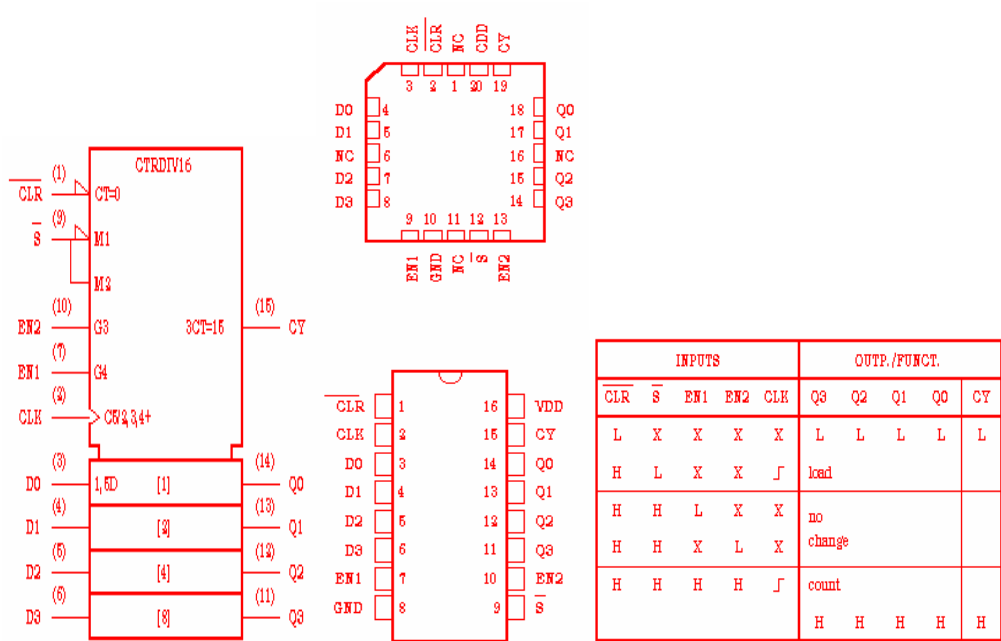 CLK CLR NC CDD CY
3 2 1 20 19
D0 4 18 Q0
D1 5 17 Q1
NC 6 16 NC
D2 7 15 Q2
D3 8 14 Q3
9 10 11 12 13
EN1 GND NC S EN2
CTRDIV16
CLR (1) CT=0
S (9) M1
M2
EN2 (10) G3 3CT=15 (15) CY
EN1 (7) G4
CLK (2) C5/2,3,4+
D0 (3) 1,5D [1] (14) Q0
D1 (4) [2] (13) Q1
D2 (5) [4] (12) Q2
D3 (6) [8] (11) Q3
CLR 1 16 VDD
CLK 2 15 CY
D0 3 14 Q0
D1 4 13 Q1
D2 5 12 Q2
D3 6 11 Q3
EN1 7 10 EN2
GND 8 9 S
INPUTS OUTP./FUNCT.
CLR S EN1 EN2 CLK Q3 Q2 Q1 Q0 CY
L X X X X L L L L L
H L X X load
H H L X X no
H H X L X change
H H H H count
H H H H H